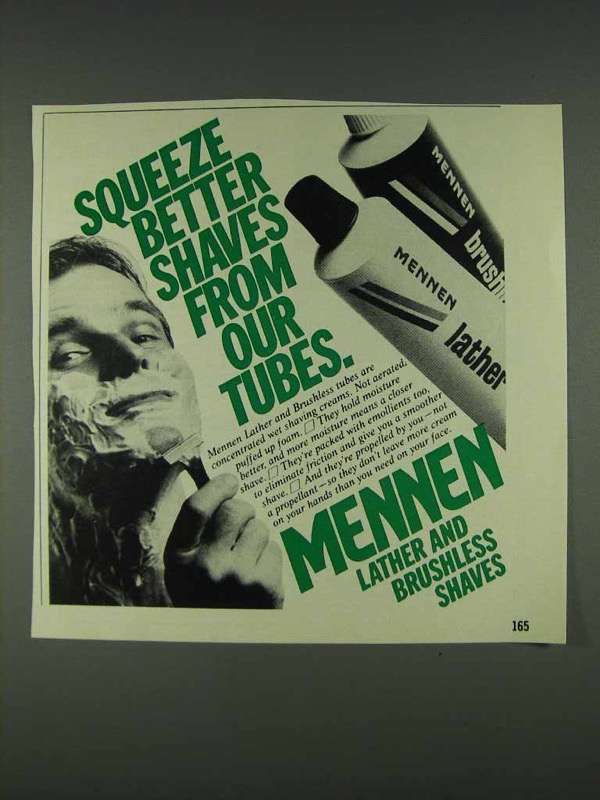 SQUEEZE
BETTER
SHAVES
FROM
OUR
TUBES.
MENNEN
brushl
MENNEN
lather
Mennen Lather and Brushless tubes are
concentrated wet shaving creams. Not aerated,
puffed up foam. □ They hold moisture
better, and more moisture means a closer
shave. □ They're packed with emollients too,
to eliminate friction and give you a smoother
shave. □ And they're propelled by you—not
a propellant—so they don't leave more cream
on your hands than you need on your face.
MENNEN
LATHER AND
BRUSHLESS
SHAVES
165